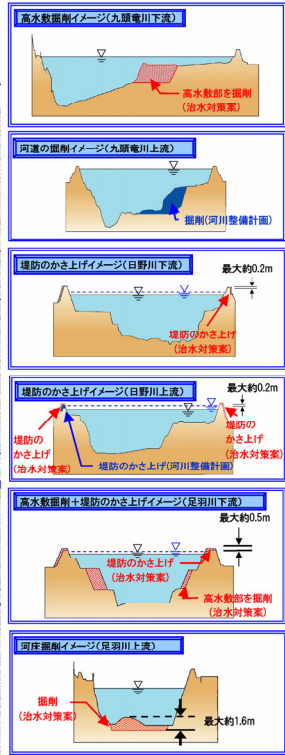 高水敷掘削イメージ(九頭竜川下流)
高水敷部を掘削
(治水対策案)
河道の掘削イメージ(九頭竜川上流)
掘削(河川整備計画)
堤防のかさ上げイメージ(日野川下流)
最大約0.2m
堤防のかさ上げ
(治水対策案)
堤防のかさ上げイメージ(日野川上流)
最大約0.2m
堤防の
かさ上げ
(治水対策案)
堤防のかさ上げ(河川整備計画)
堤防の
かさ上げ
(治水対策案)
高水敷掘削+堤防のかさ上げイメージ(足羽川下流)
最大約0.5m
堤防のかさ上げ
(治水対策案)
高水敷部を掘削
(治水対策案)
河床掘削イメージ(足羽川上流)
掘削
(治水対策案)
最大約1.6m